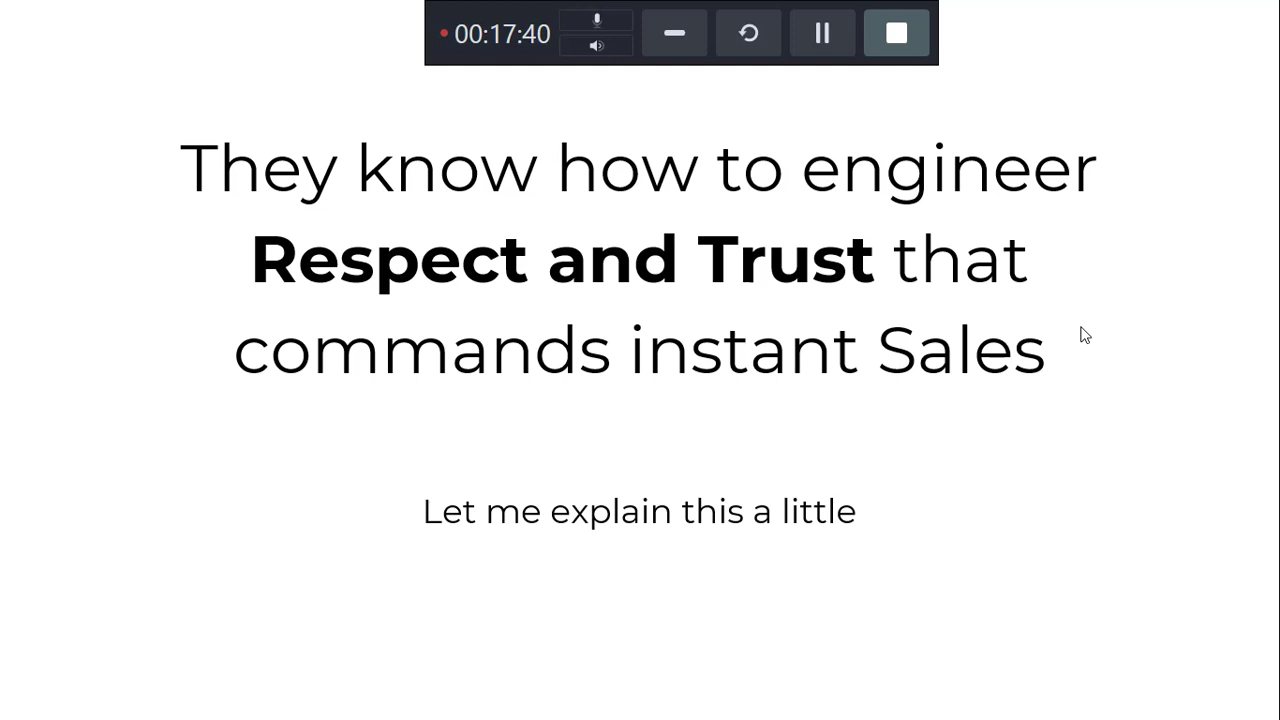 00:17:40
They know how to engineer
Respect and Trust that
commands instant Sales
Let me explain this a little